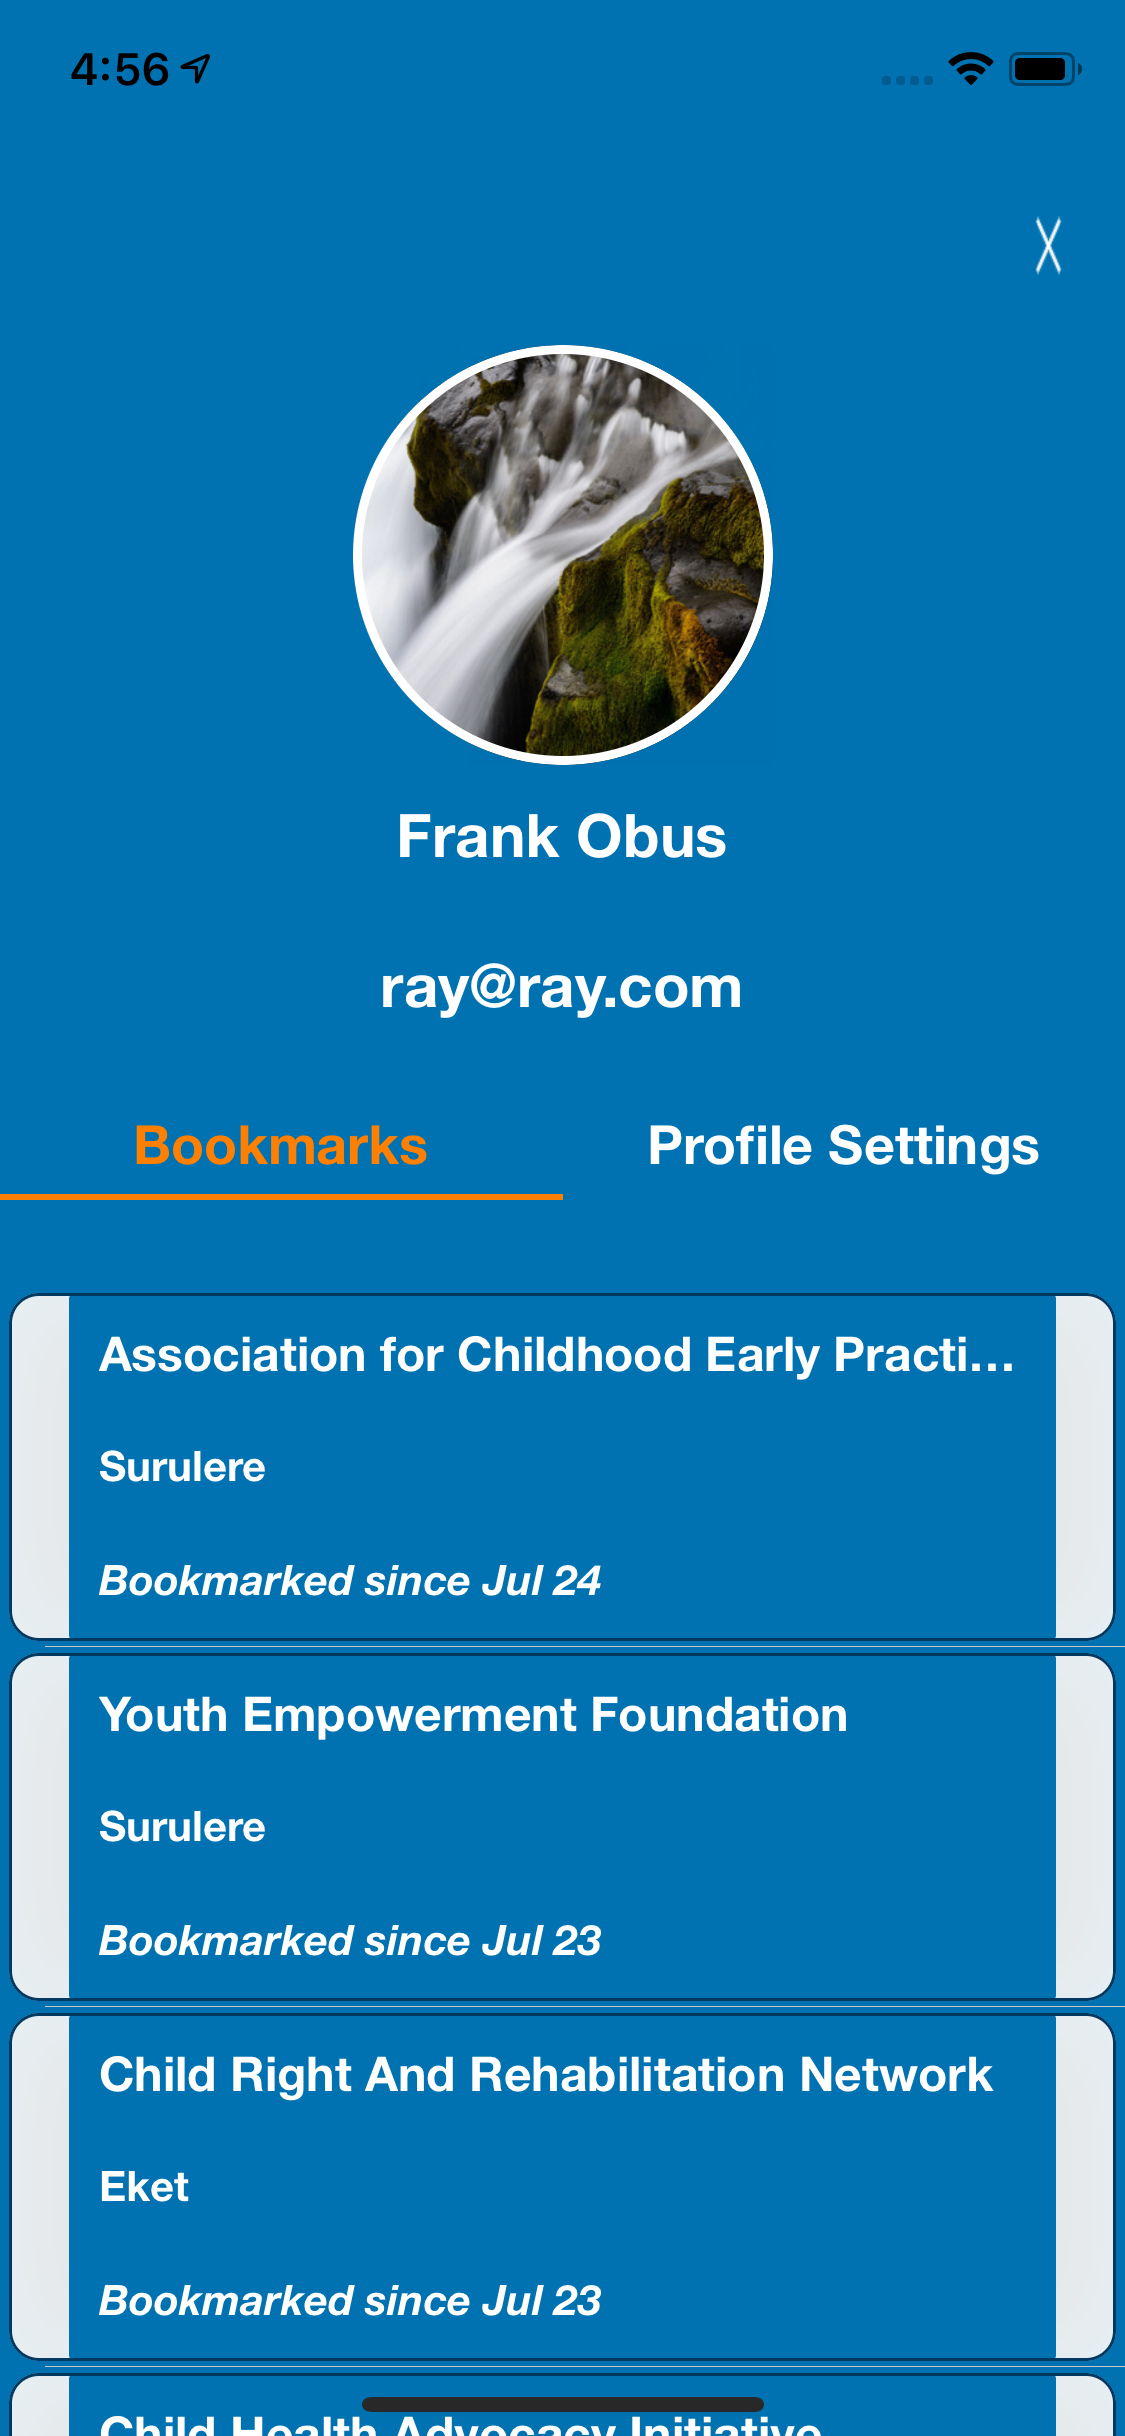 4:56
X
Frank Obus
ray@ray.com
Bookmarks
Profile Settings
Association for Childhood Early Practi...
Surulere
Bookmarked since Jul 24
Youth Empowerment Foundation
Surulere
Bookmarked since Jul 23
Child Right And Rehabilitation Network
Eket
Bookmarked since Jul 23
Child Health Advocacy Initiative